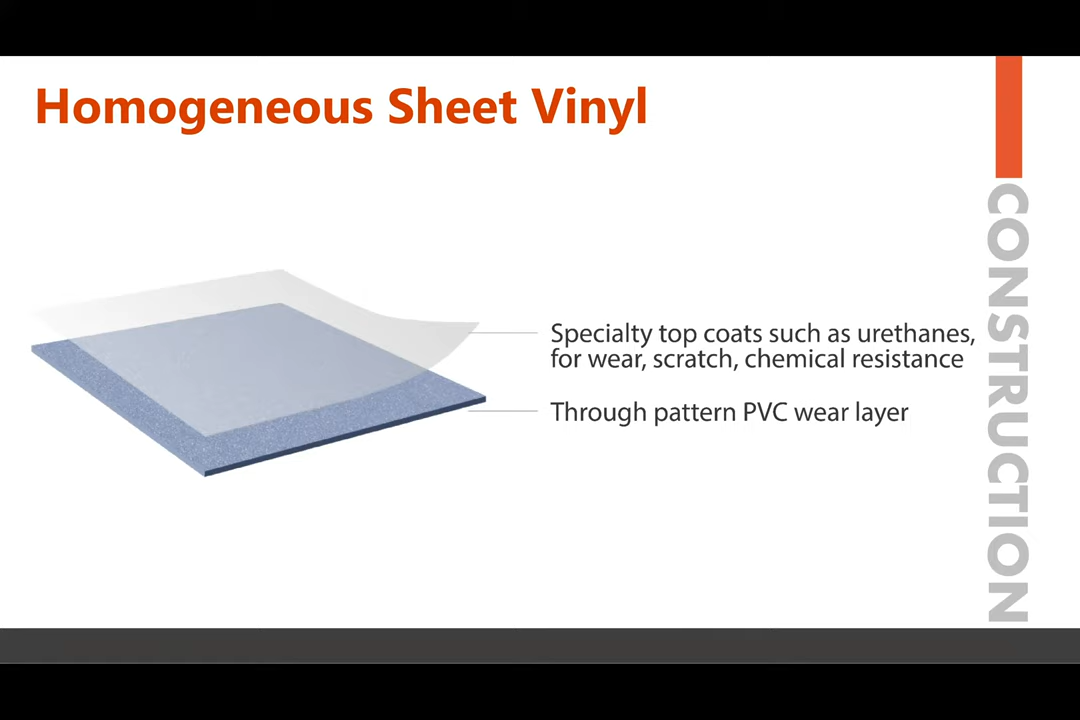 Homogeneous Sheet Vinyl
Specialty top coats such as urethanes,
for wear, scratch, chemical resistance
Through pattern PVC wear layer
CONSTRUCTION